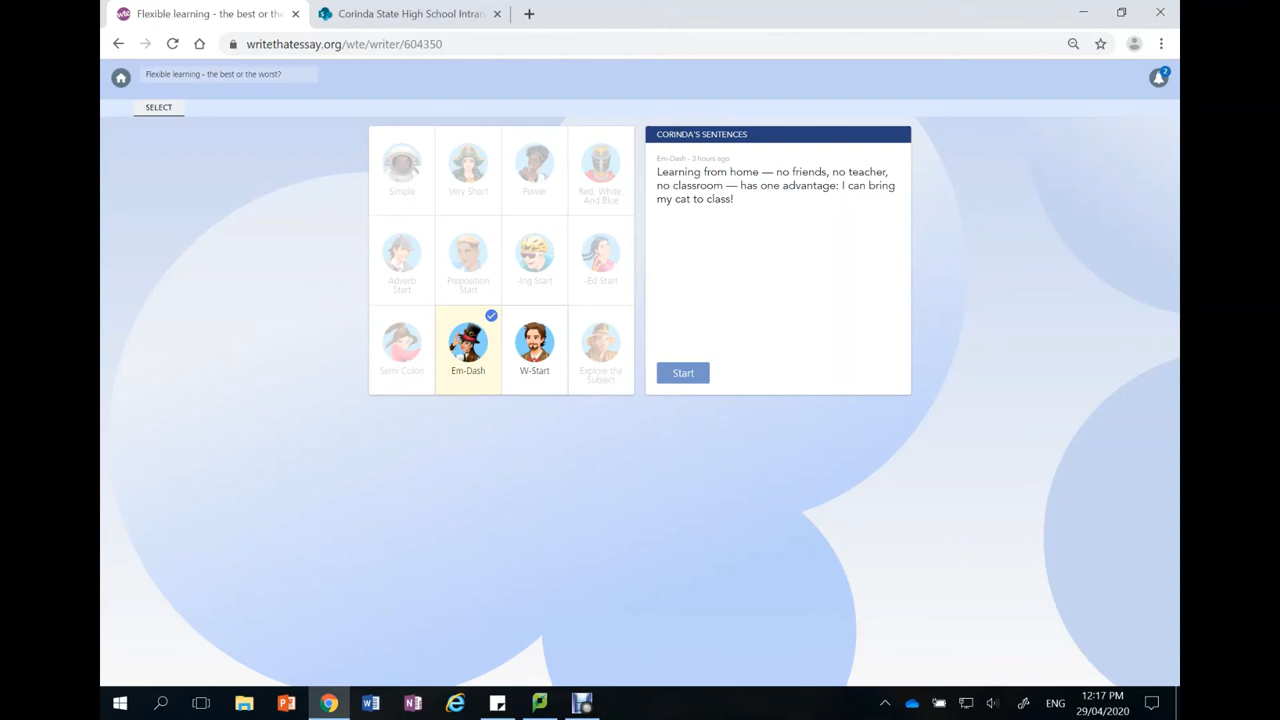 Flexible learning - the best or the
Corinda State High School Intran
writethatessay.org/wte/writer/604350
Flexible learning - the best or the worst?
2
SELECT
Simple
Very Short
Power
Red, White,
And Blue
Adverb
Start
Preposition
Start
-Ing Start
-Ed Start
Semi Colon
Em-Dash
W-Start
Explore the
Subject
CORINDA'S SENTENCES
Em-Dash - 3 hours ago
Learning from home — no friends, no teacher,
no classroom — has one advantage: I can bring
my cat to class!
Start
ENG
12:17 PM
29/04/2020